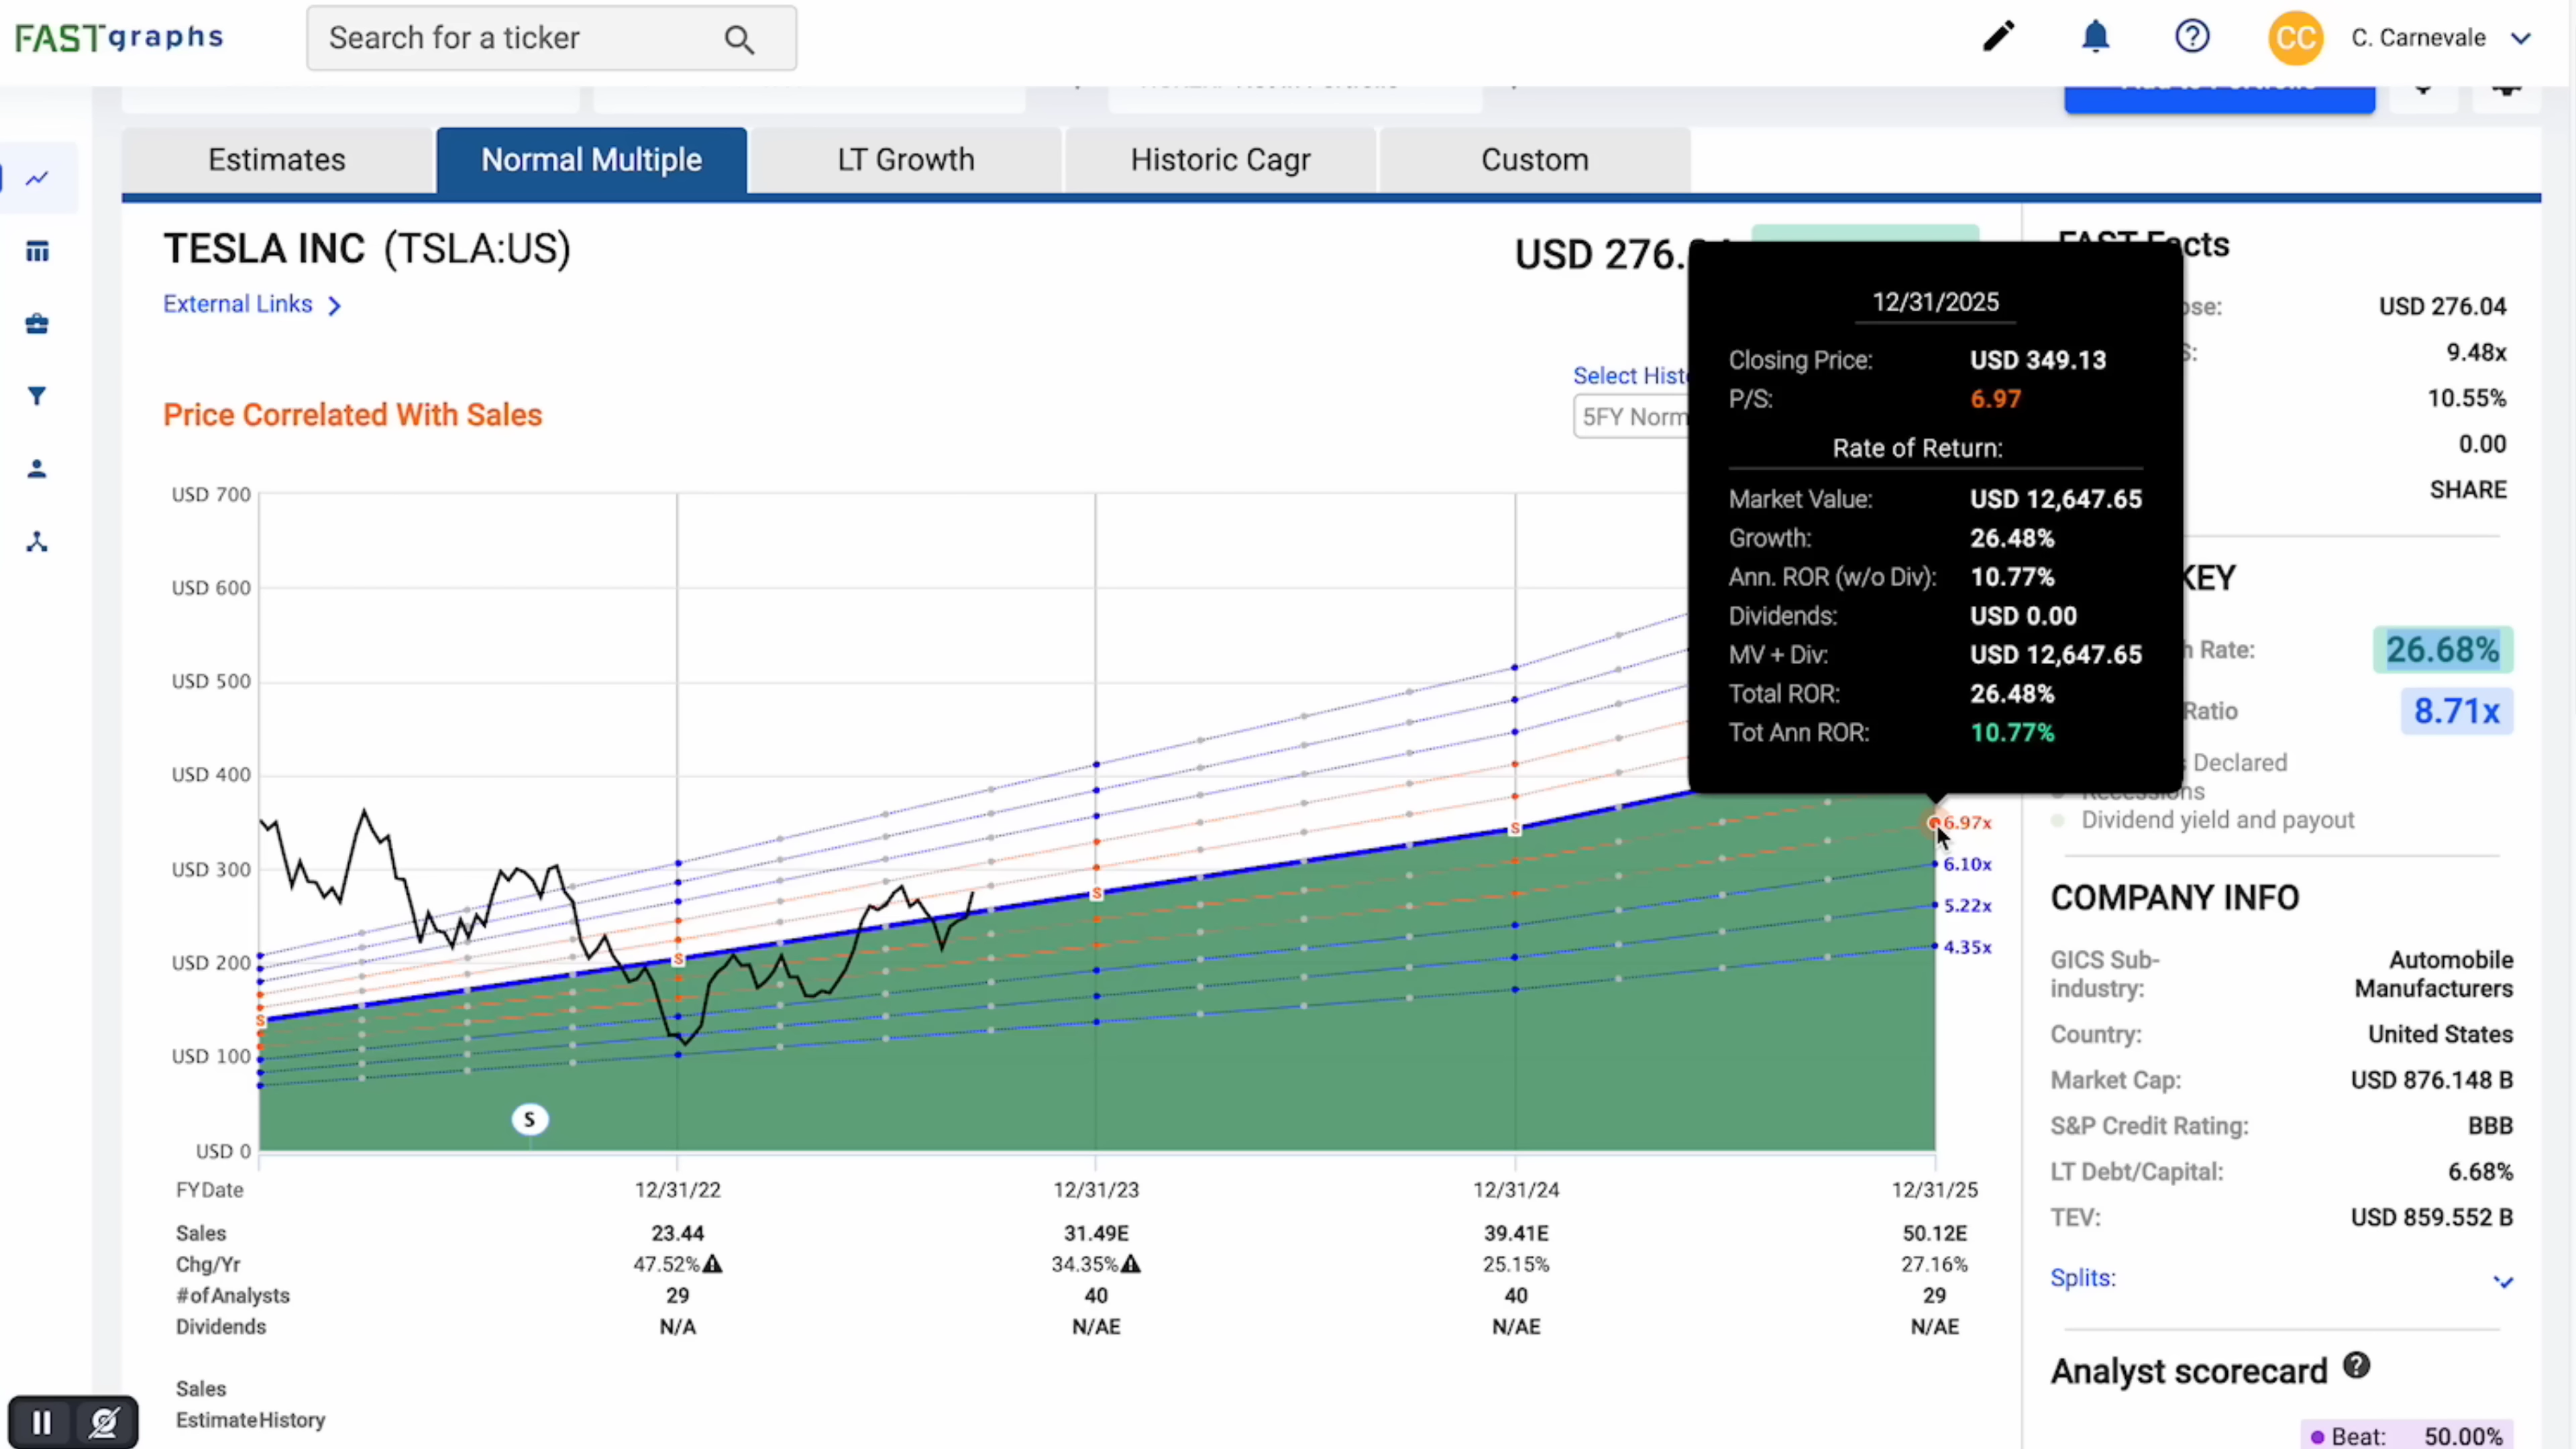 FASTgraphs
Search for a ticker
CC
C. Carnevale
Estimates
Normal Multiple
LT Growth
Historic Cagr
Custom
TESLA INC (TSLA:US)
USD 276.
External Links
Price Correlated With Sales
5FY Norm
12/31/2025
Closing Price: USD 349.13
P/S: 6.97
Rate of Return:
Market Value: USD 12,647.65
Growth: 26.48%
Ann. ROR (w/o Div): 10.77%
Dividends: USD 0.00
MV + Div: USD 12,647.65
Total ROR: 26.48%
Tot Ann ROR: 10.77%
USD 700
USD 600
USD 500
USD 400
USD 300
USD 200
USD 100
USD 0
S
S
S
S
S
6.97x
6.10x
5.22x
4.35x
FY Date 12/31/22 12/31/23 12/31/24 12/31/25
Sales 23.44 31.49E 39.41E 50.12E
Chg/Yr 47.52% 34.35% 25.15% 27.16%
# of Analysts 29 40 40 29
Dividends N/A N/AE N/AE N/AE
Sales
Estimate History
FAST Facts
USD 276.04
9.48x
10.55%
0.00
SHARE
KEY
Rate: 26.68%
Ratio 8.71x
Declared
Recessions
Dividend yield and payout
COMPANY INFO
GICS Sub-
industry:
Automobile
Manufacturers
Country: United States
Market Cap: USD 876.148 B
S&P Credit Rating: BBB
LT Debt/Capital: 6.68%
TEV: USD 859.552 B
Splits:
Analyst scorecard
Beat: 50.00%